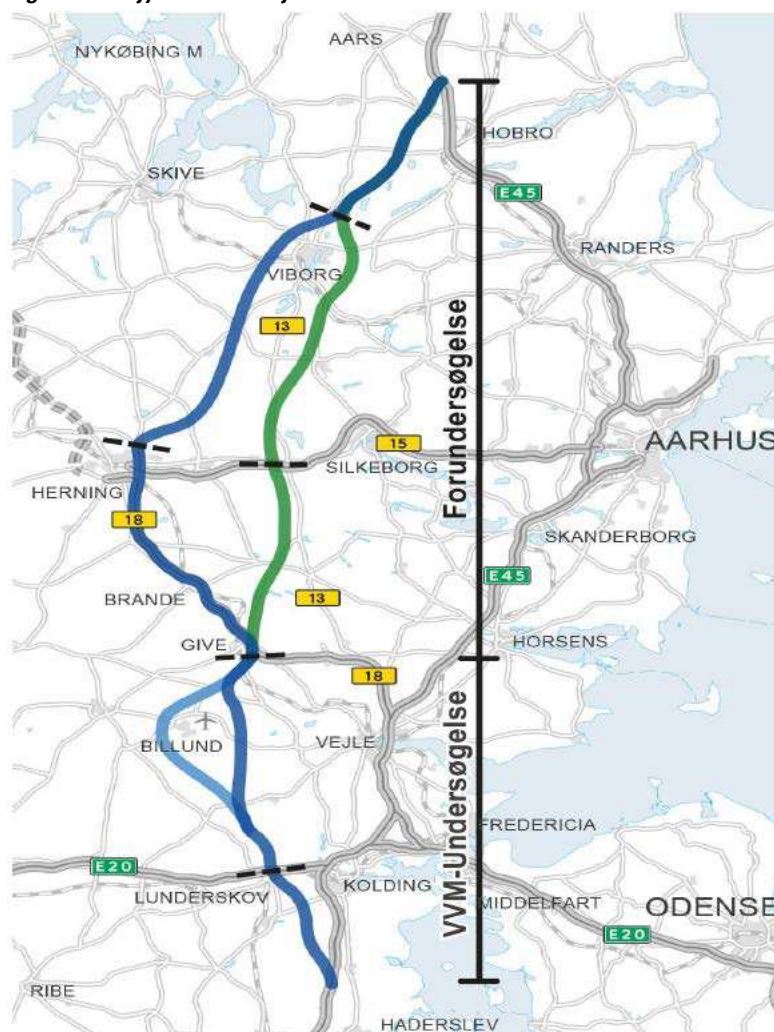 AARS
NYKØBING M
HOBRO
SKIVE
E45
RANDERS
VIBORG
13
Forundersøgelse
15
AARHUS
SILKEBORG
HERNING
18
SKANDERBORG
E45
BRANDE
13
GIVE
HORSENS
18
BILLUND
VEJLE
VVM-Undersøgelse
FREDERICIA
E20
KOLDING
LUNDERSKOV
MIDDELFART
ODENSE
E20
RIBE
HADERSLEV